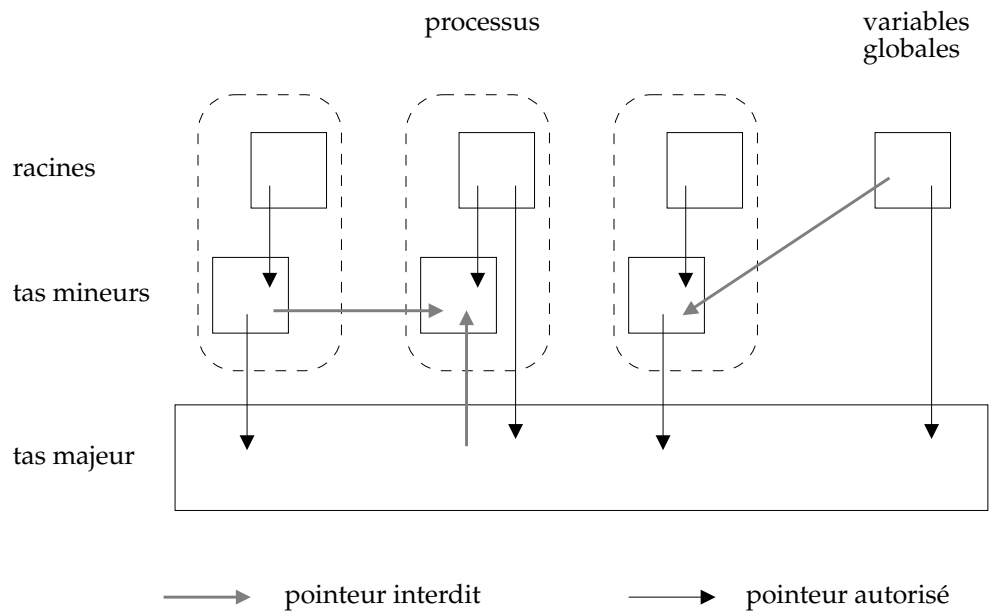 processus
variables
globales
racines
tas mineurs
tas majeur
pointeur interdit
pointeur autorisé